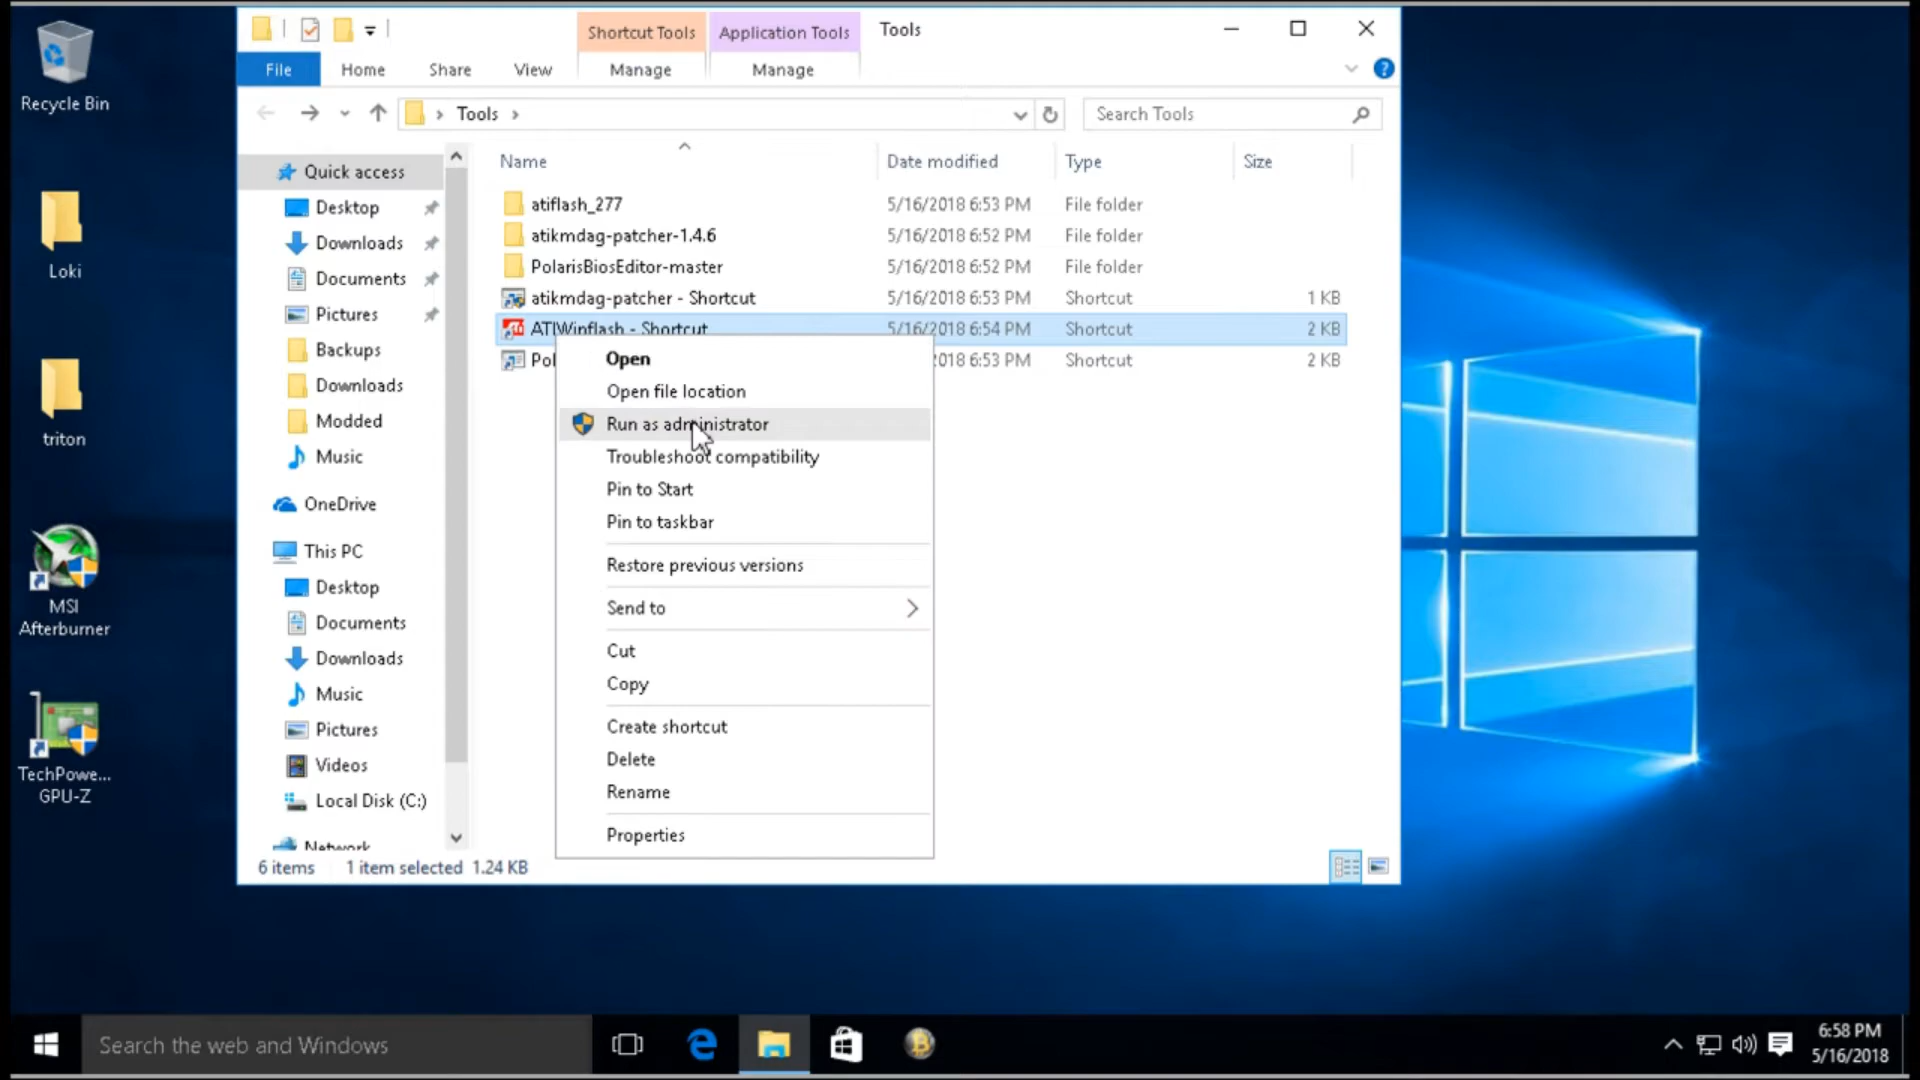 Recycle Bin
Loki
triton
MSI
Afterburner
TechPowe...
GPU-Z
Shortcut Tools
Application Tools
Tools
File
Home
Share
View
Manage
Manage
Tools
Search Tools
Quick access
Desktop
Downloads
Documents
Pictures
Backups
Downloads
Modded
Music
OneDrive
This PC
Desktop
Documents
Downloads
Music
Pictures
Videos
Local Disk (C:)
Network
Name
Date modified
Type
Size
atiflash_277 5/16/2018 6:53 PM File folder
atikmdag-patcher-1.4.6 5/16/2018 6:52 PM File folder
PolarisBiosEditor-master 5/16/2018 6:52 PM File folder
atikmdag-patcher - Shortcut 5/16/2018 6:53 PM Shortcut 1 KB
ATIWinflash - Shortcut 5/16/2018 6:54 PM Shortcut 2 KB
Pol /2018 6:53 PM Shortcut 2 KB
Open
Open file location
Run as administrator
Troubleshoot compatibility
Pin to Start
Pin to taskbar
Restore previous versions
Send to
Cut
Copy
Create shortcut
Delete
Rename
Properties
6 items 1 item selected 1.24 KB
Search the web and Windows
6:58 PM
5/16/2018